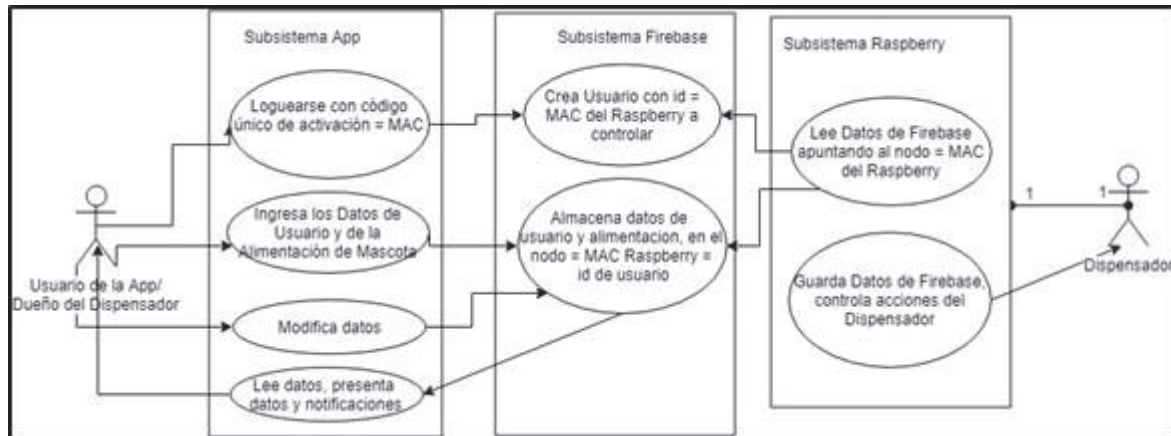 Subsistema App
Loguearse con código
único de activación = MAC
Ingresa los Datos de
Usuario y de la
Alimentación de Mascota
Modifica datos
Lee datos, presenta
datos y notificaciones
Usuario de la App/
Dueño del Dispensador
Subsistema Firebase
Crea Usuario con id =
MAC del Raspberry a
controlar
Almacena datos de
usuario y alimentacion, en el
nodo = MAC Raspberry =
id de usuario
Subsistema Raspberry
Lee Datos de Firebase
apuntando al nodo = MAC
del Raspberry
Guarda Datos de Firebase,
controla acciones del
Dispensador
1
1
Dispensador